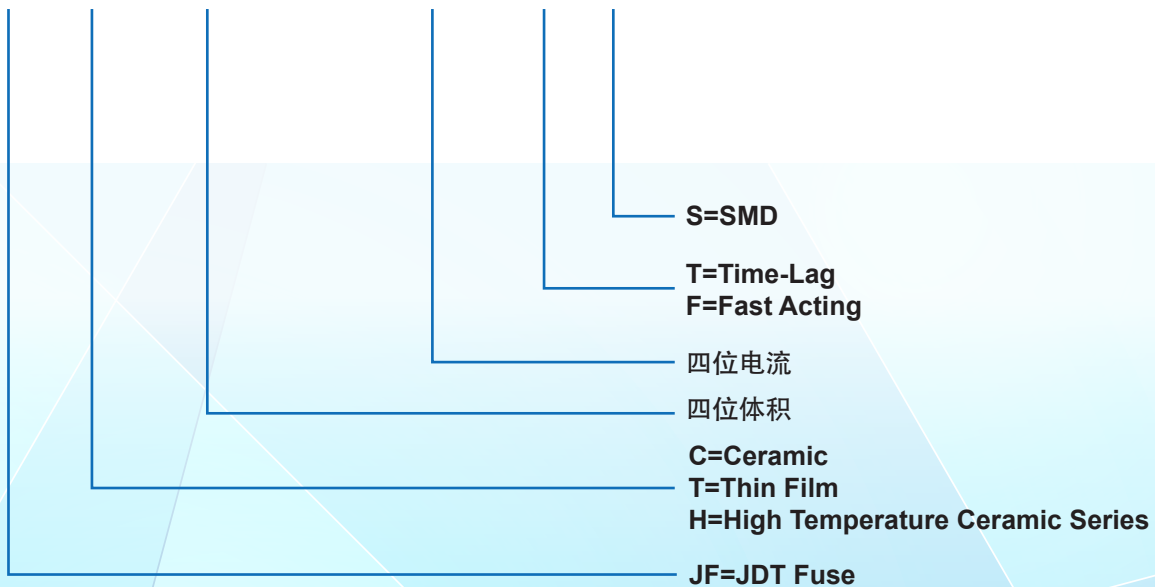 S=SMD
T=Time-Lag
F=Fast Acting
四位电流
四位体积
C=Ceramic
T=Thin Film
H=High Temperature Ceramic Series
JF=JDT Fuse